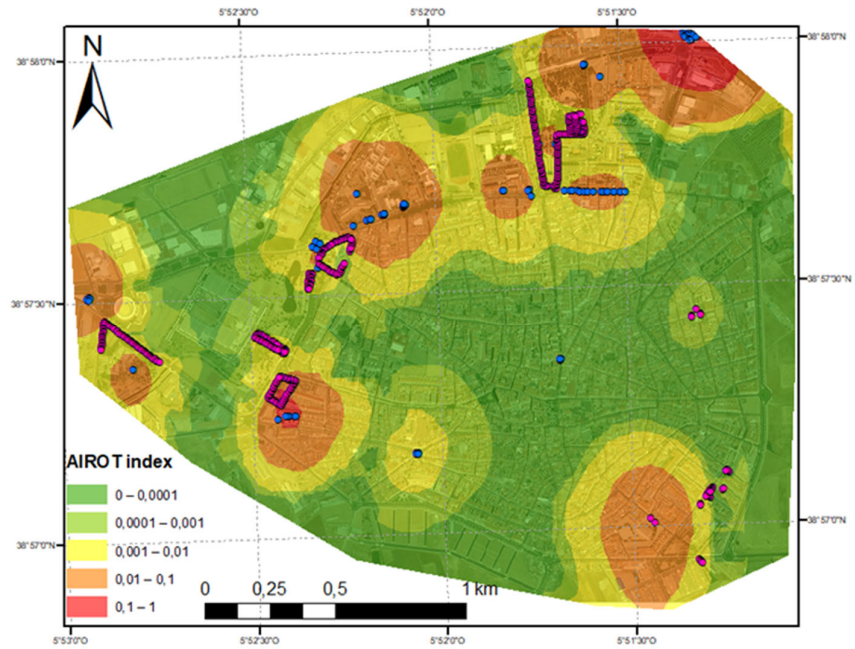 5°52'30"O 5°52'0"O 5°51'30"O
N
38°58'0"N
38°58'0"N
38°57'30"N
38°57'30"N
38°57'0"N
38°57'0"N
AIROT index
0 – 0,0001
0,0001 – 0,001
0,001 – 0,01
0,01 – 0,1
0,1 – 1
0 0,25 0,5 1 km
5°53'0"O 5°52'30"O 5°52'0"O 5°51'30"O